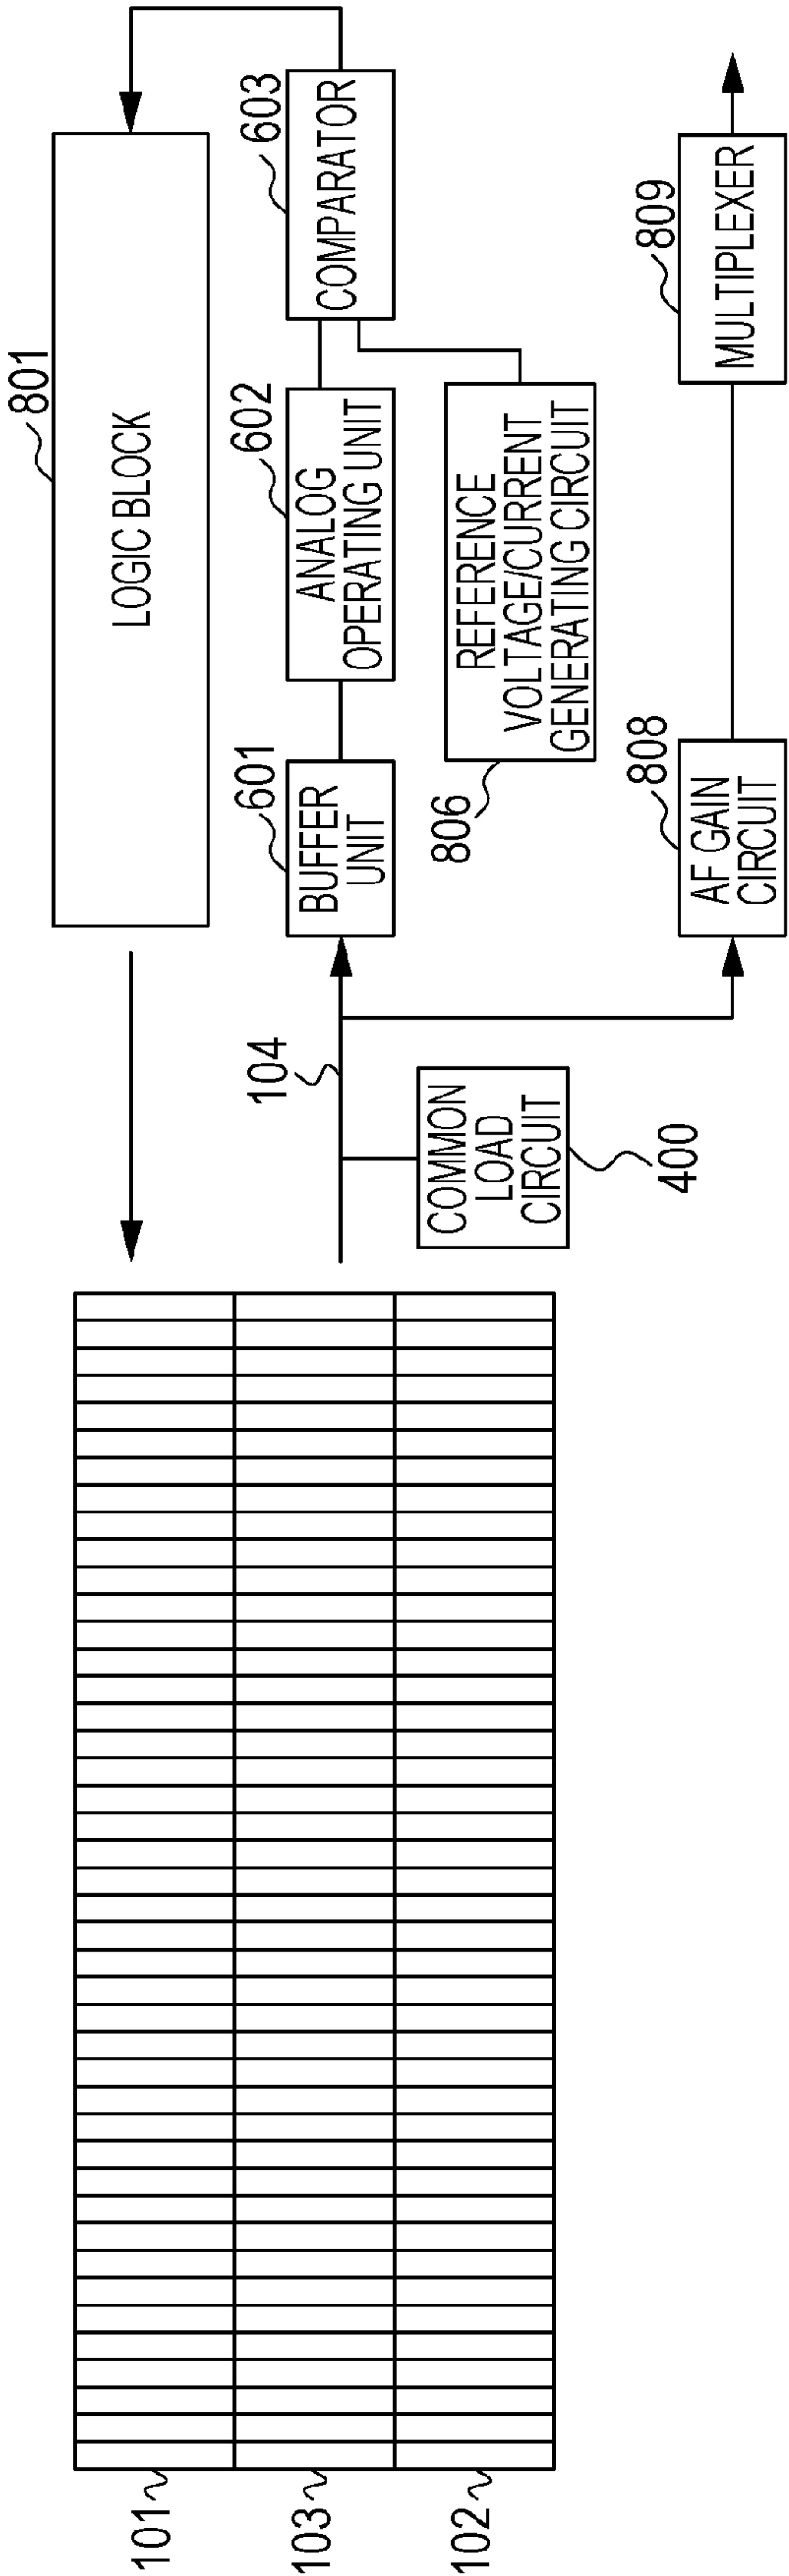 801
LOGIC BLOCK
603
COMPARATOR
602
ANALOG
OPERATING UNIT
601
BUFFER
UNIT
104
REFERENCE
VOLTAGE/CURRENT
GENERATING CIRCUIT
806
COMMON
LOAD
CIRCUIT
400
809
MULTIPLEXER
808
AF GAIN
CIRCUIT
101
103
102